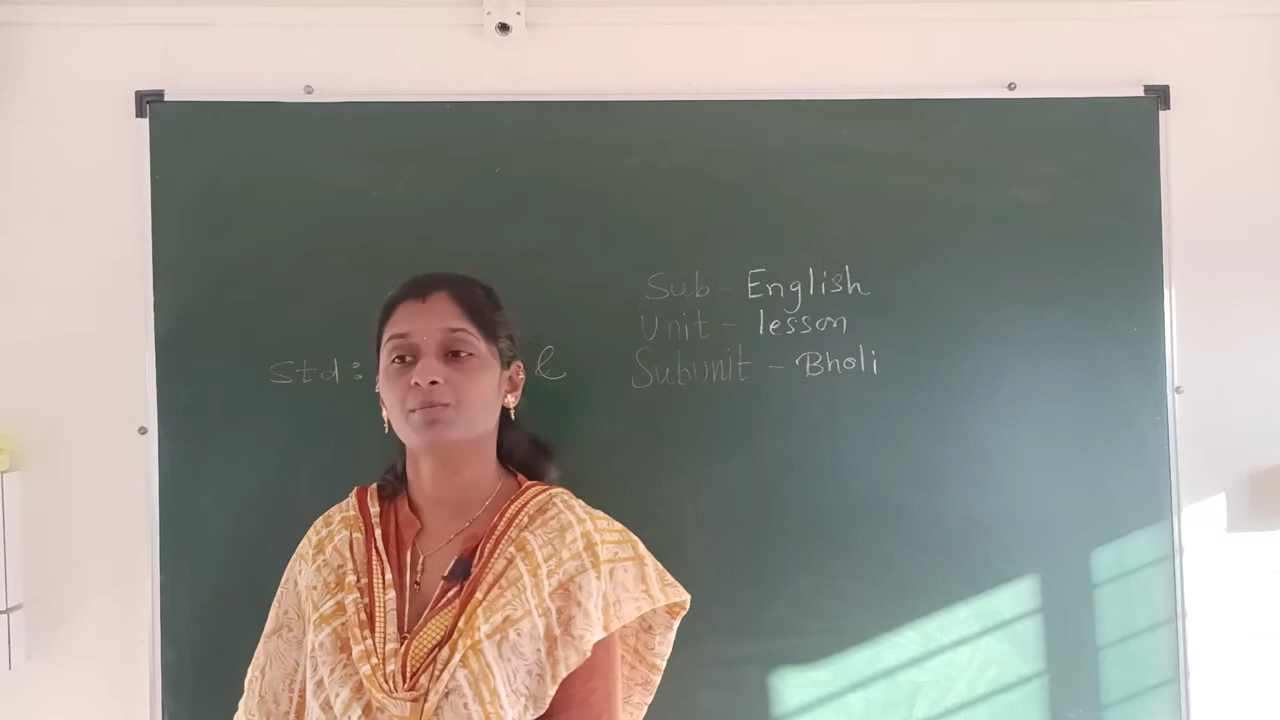 Std:
&
Sub - English
Unit - lesson
Subunit - Bholi